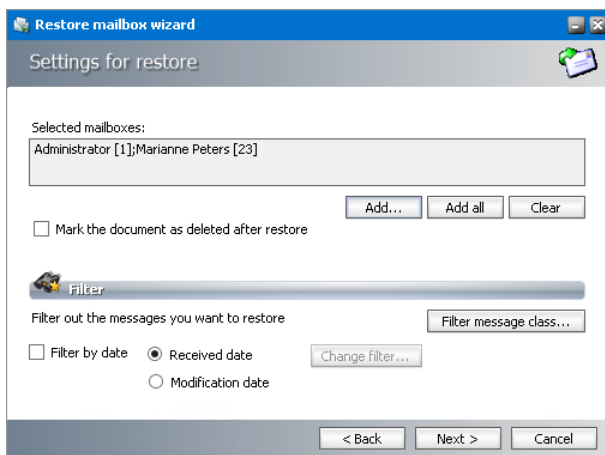 Restore mailbox wizard
Settings for restore
Selected mailboxes:
Administrator [1];Marianne Peters [23]
Add... Add all Clear
Mark the document as deleted after restore
Filter
Filter out the messages you want to restore
Filter message class...
Filter by date Received date Change filter...
Modification date
< Back Next > Cancel